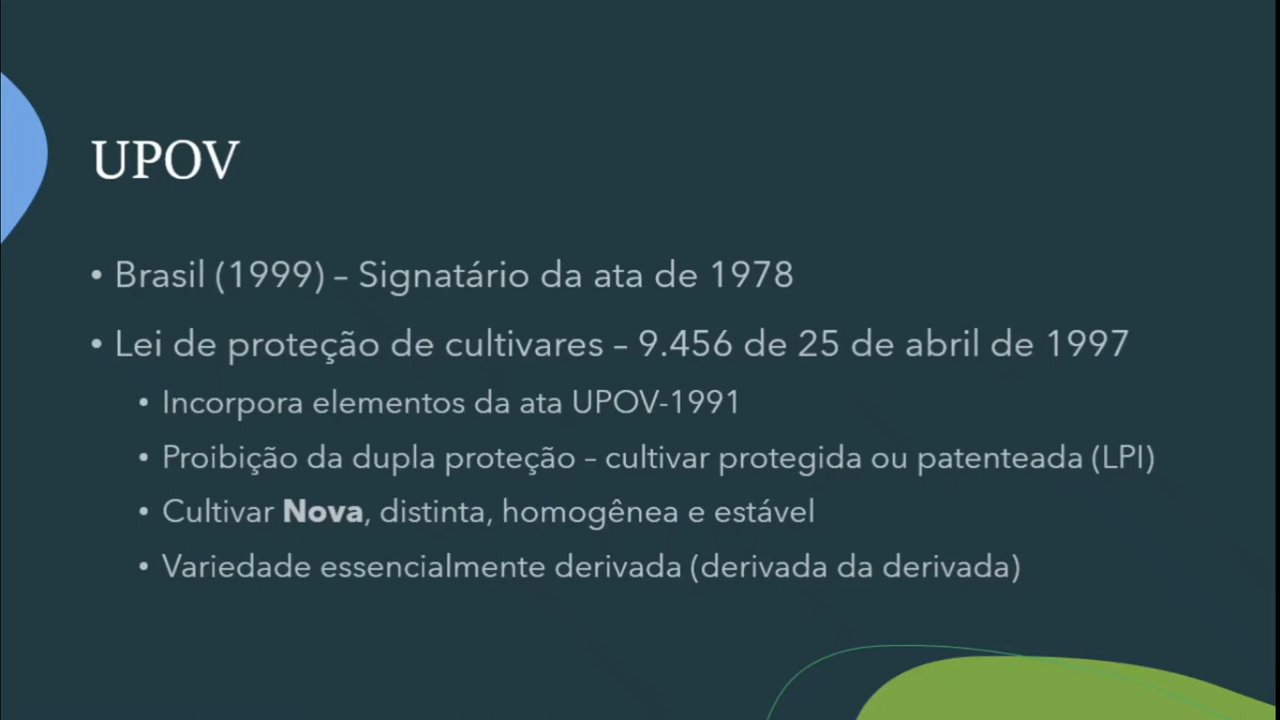 UPOV
• Brasil (1999) – Signatário da ata de 1978
• Lei de proteção de cultivares – 9.456 de 25 de abril de 1997
• Incorpora elementos da ata UPOV-1991
• Proibição da dupla proteção – cultivar protegida ou patenteada (LPI)
• Cultivar Nova, distinta, homogênea e estável
• Variedade essencialmente derivada (derivada da derivada)